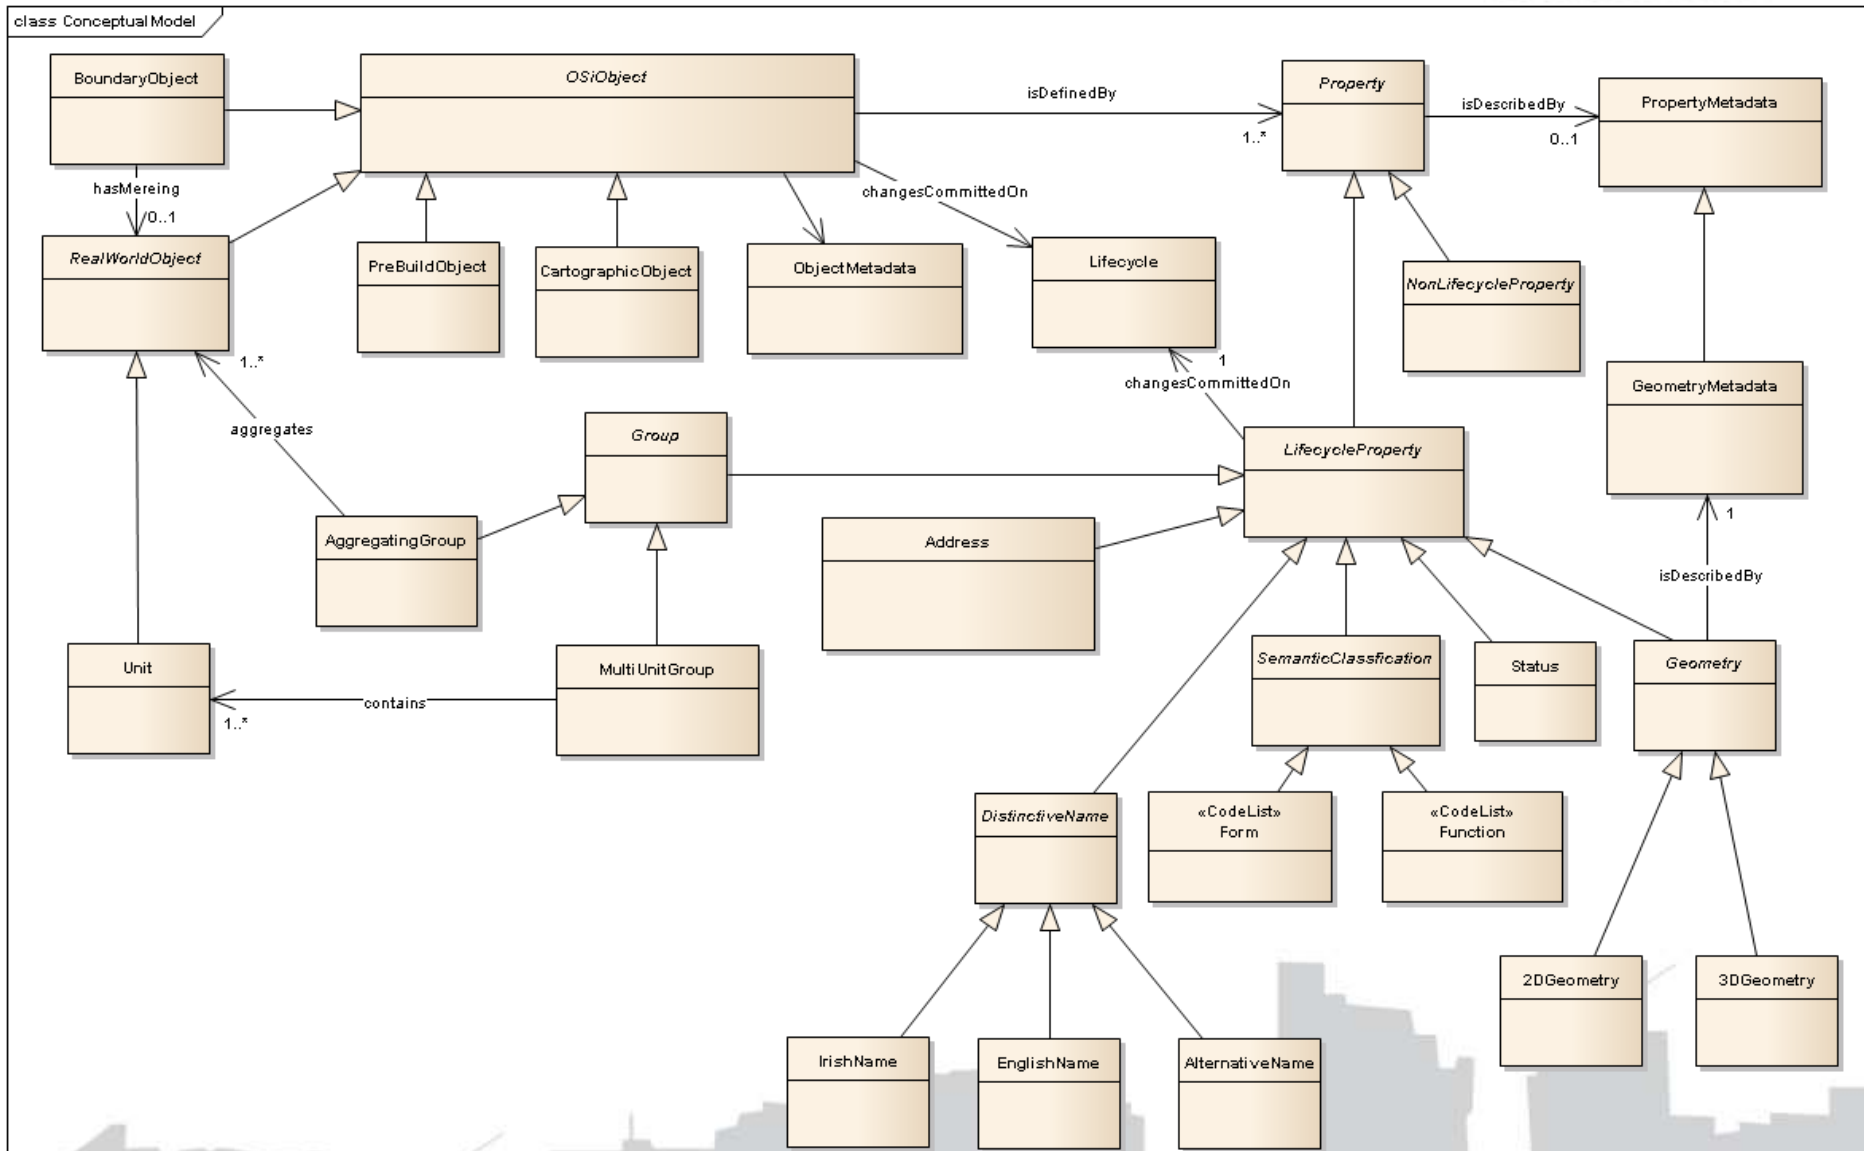 class Conceptual Model
BoundaryObject
OSiObject
Property
PropertyMetadata
isDefinedBy
1..*
isDescribedBy
0..1
hasMereing
0..1
changesCommittedOn
RealWorldObject
PreBuildObject
CartographicObject
ObjectMetadata
Lifecycle
NonLifecycleProperty
1..*
1
changesCommittedOn
GeometryMetadata
aggregates
Group
LifecycleProperty
1
AggregatingGroup
Address
isDescribedBy
Unit
MultiUnitGroup
SemanticClassfication
Status
Geometry
contains
1..*
DistinctiveName
«CodeList»
Form
«CodeList»
Function
2DGeometry
3DGeometry
IrishName
EnglishName
AlternativeName